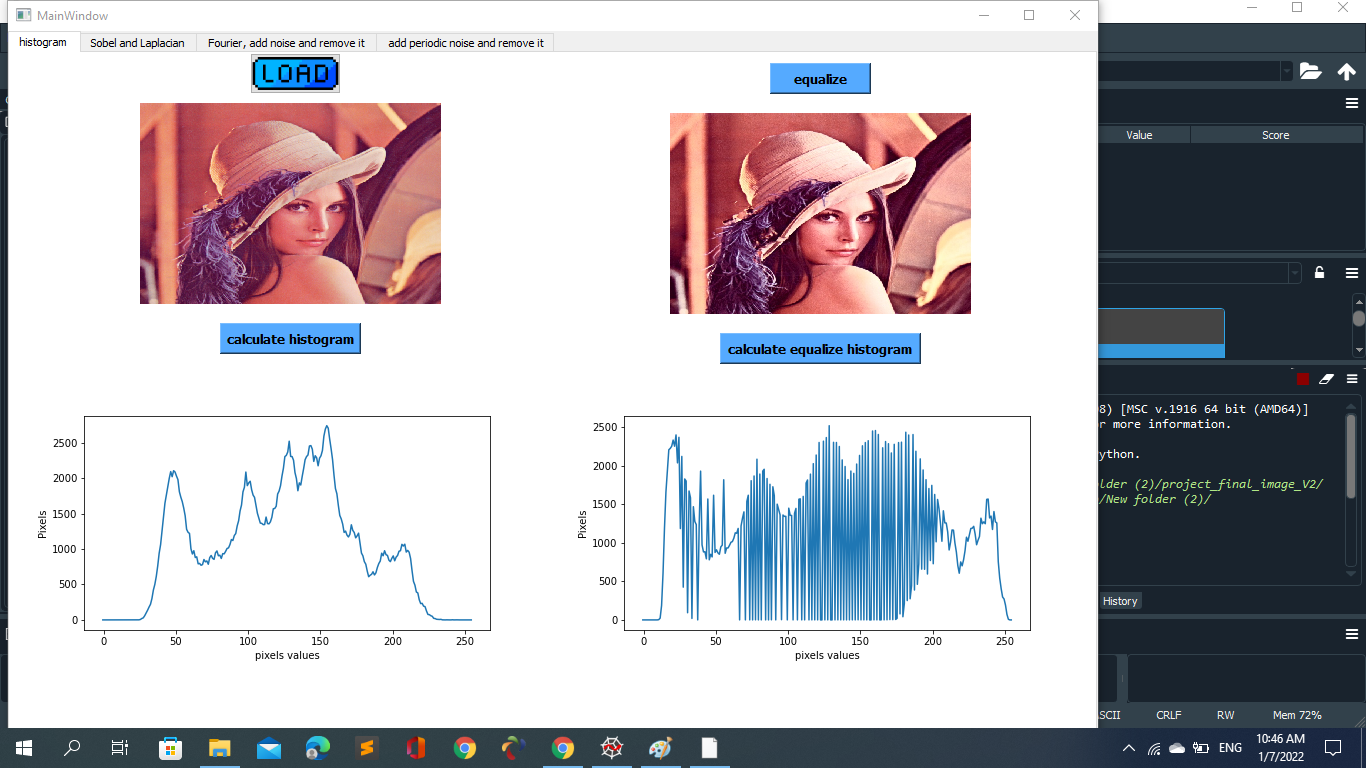 MainWindow
histogram
Sobel and Laplacian
Fourier, add noise and remove it
add periodic noise and remove it
LOAD
equalize
calculate histogram
calculate equalize histogram
2500
2000
1500
1000
500
0
Pixels
0 50 100 150 200 250
pixels values
2500
2000
1500
1000
500
0
Pixels
0 50 100 150 200 250
pixels values
Value Score
8) [MSC v.1916 64 bit (AMD64)]
r more information.
ython.
lder (2)/project_final_image_V2/
/New folder (2)/
History
SCII CRLF RW Mem 72%
ENG
10:46 AM
1/7/2022